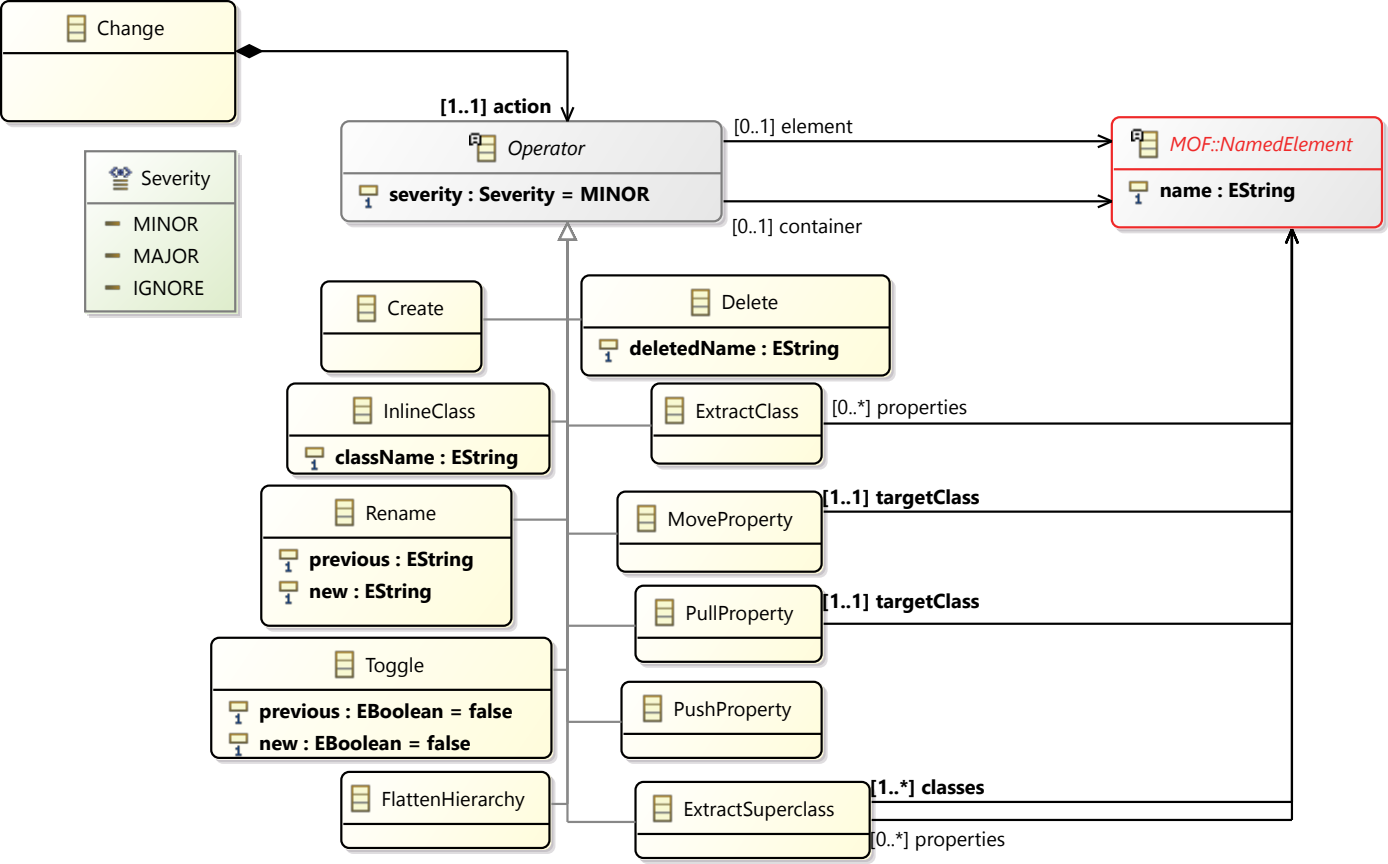 Change
[1..1] action
[0..1] element
Operator
severity : Severity = MINOR
MOF::NamedElement
name : EString
[0..1] container
Severity
MINOR
MAJOR
IGNORE
Create
Delete
deletedName : EString
InlineClass
className : EString
ExtractClass
[0..*] properties
Rename
previous : EString
new : EString
MoveProperty
[1..1] targetClass
PullProperty
[1..1] targetClass
Toggle
previous : EBoolean = false
new : EBoolean = false
PushProperty
FlattenHierarchy
ExtractSuperclass
[1..*] classes
[0..*] properties